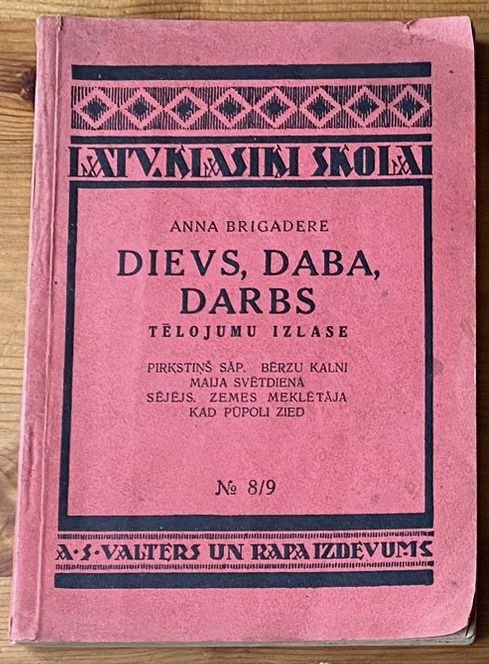 LATV. KLASIĶI SKOLAI
ANNA BRIGADERE
DIEVS, DABA,
DARBS
TĒLOJUMU IZLASE
PIRKSTIŅŠ SĀP. BĒRZU KALNI
MAIJA SVĒTDIENA
SĒJĒJS. ZEMES MEKLĒTĀJA
KAD PŪPOLI ZIED
№ 8/9
A·S·VALTERS UN RAPA IZDEVUMS